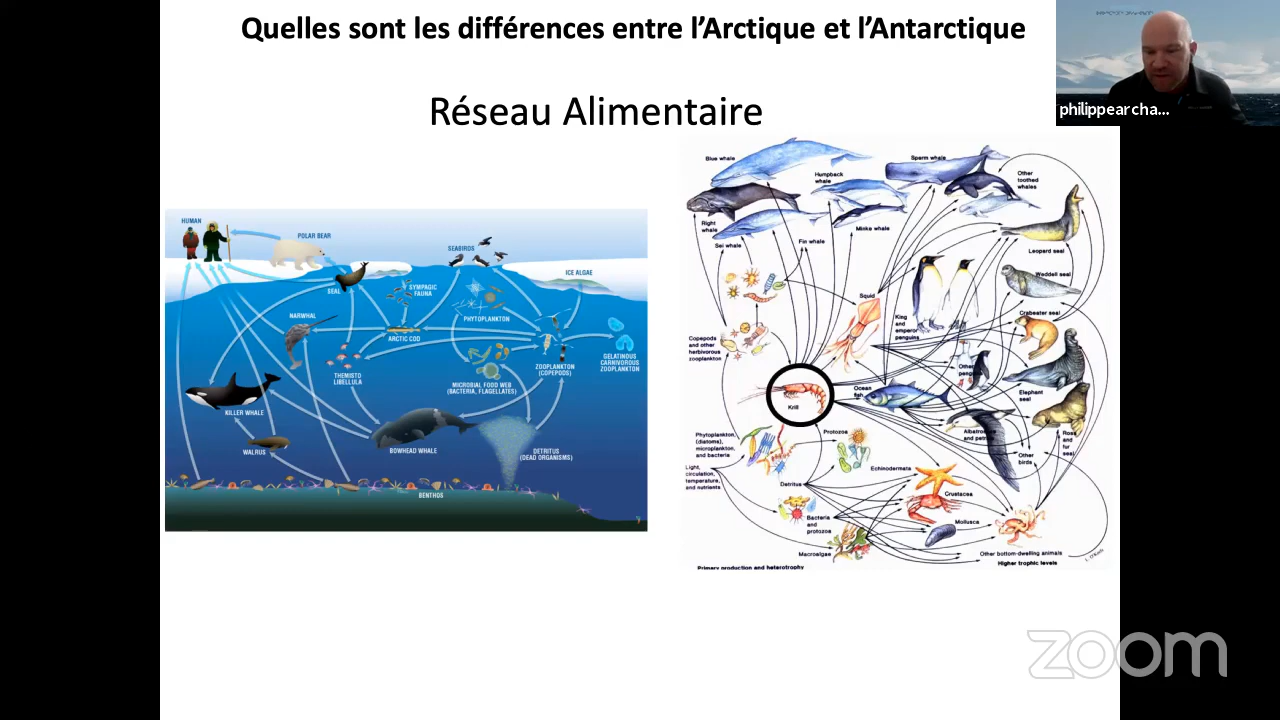 Quelles sont les différences entre l'Arctique et l'Antarctique
philippearcha...
Réseau Alimentaire
HUMAN
POLAR BEAR
SEABIRDS
ICE ALGAE
SEAL
SYMPAGIC
FAUNA
PHYTOPLANKTON
NARWHAL
ARCTIC COD
GELATINOUS
CARNIVOROUS
ZOOPLANKTON
ZOOPLANKTON
(COPEPODS)
THEMISTO
LIBELLULA
MICROBIAL FOOD WEB
(BACTERIA, FLAGELLATES)
KILLER WHALE
WALRUS
BOWHEAD WHALE
DETRITUS
(DEAD ORGANISMS)
BENTHOS
Blue whale
Humpback
whale
Sperm whale
Other
toothed
whales
Right
whale
Sei whale
Fin whale
Minke whale
Leopard seal
Weddell seal
Squid
King
and
emperor
penguins
Crabeater seal
Copepods
and other
herbivorous
zooplankton
Other
penguins
Elephant
seal
Krill
Ocean
fish
Albatrosses
and petrels
Ross
and
fur
seal
Other
birds
Phytoplankton,
(diatoms),
microplankton,
and bacteria
Protozoa
Light,
circulation,
temperature,
and nutrients
Detritus
Echinodermata
Crustacea
Bacteria
and
protozoa
Mollusca
Macroalgae
Other bottom-dwelling animals
Primary production and heterotrophy
Higher trophic levels
zoom